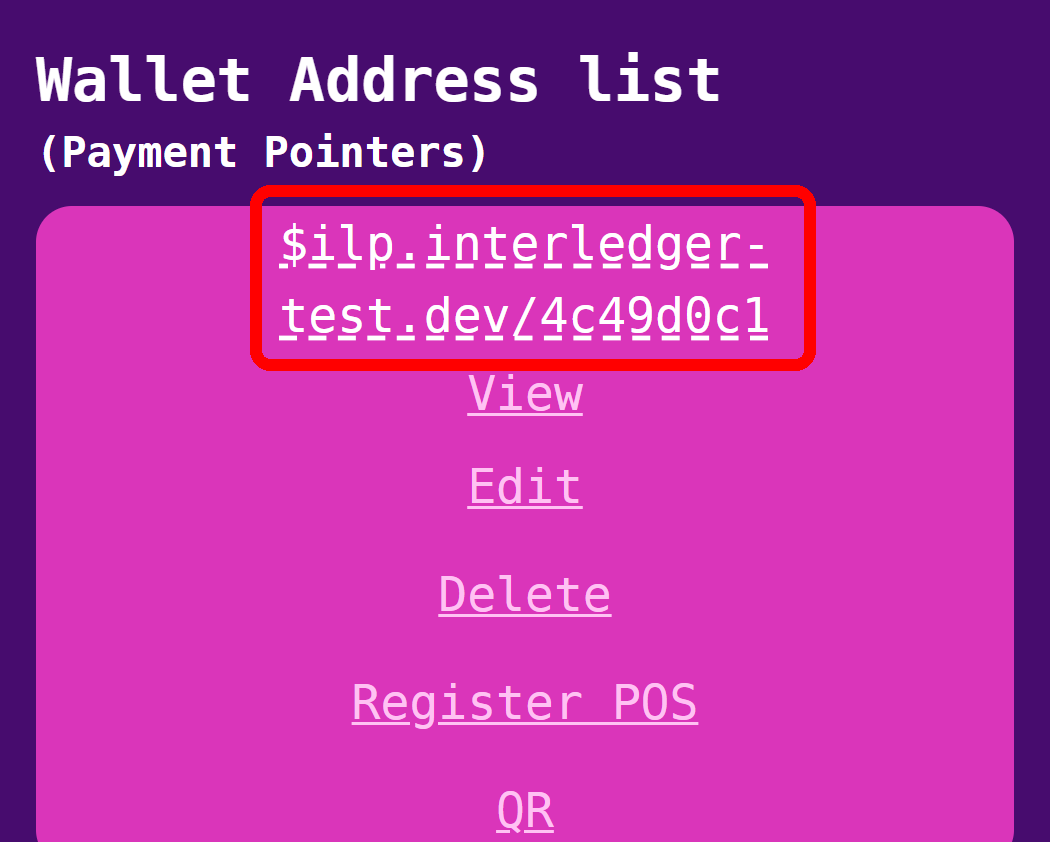 Wallet Address list
(Payment Pointers)
$ilp.interledger-
test.dev/4c49d0c1
View
Edit
Delete
Register POS
QR